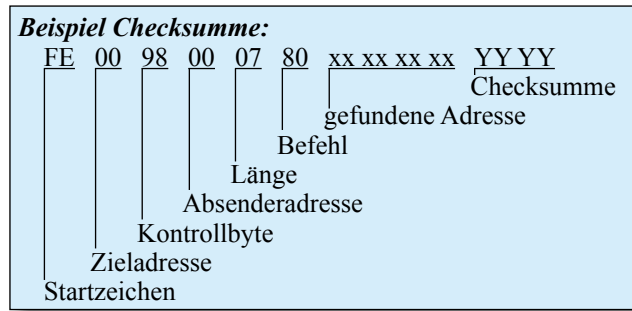 Beispiel Checksumme:
FE 00 98 00 07 80 xx xx xx xx YY YY
Checksumme
gefundene Adresse
Befehl
Länge
Absenderadresse
Kontrollbyte
Zieladresse
Startzeichen